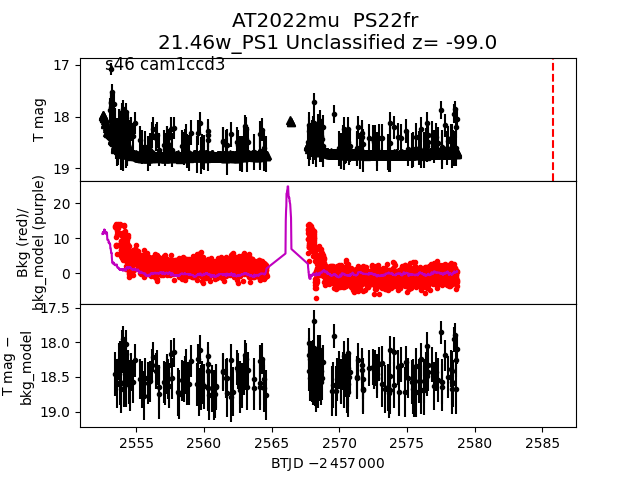 AT2022mu  PS22fr
21.46w_PS1 Unclassified z= -99.0
s46 cam1ccd3
17
18
19
T mag
20
10
0
Bkg (red)/
bkg_model (purple)
17.5
18.0
18.5
19.0
T mag −
bkg_model
2555
2560
2565
2570
2575
2580
2585
BTJD −2 457 000